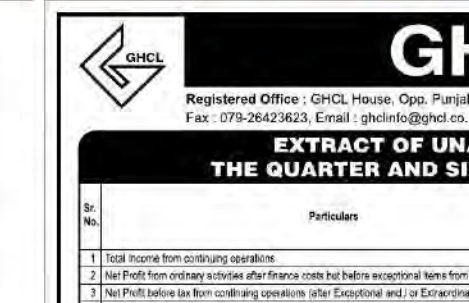 GHCL
GH
Registered Office : GHCL House, Opp. Punjab
Fax : 079-26423623, Email : ghclinfo@ghcl.co.
EXTRACT OF UNA
THE QUARTER AND SI
Sr. No.
Particulars
1 Total Income from continuing operations
2 Net Profit from ordinary activities after finance costs but before exceptional items from
3 Net Profit before tax from continuing operations (after Exceptional and / or Extraordina